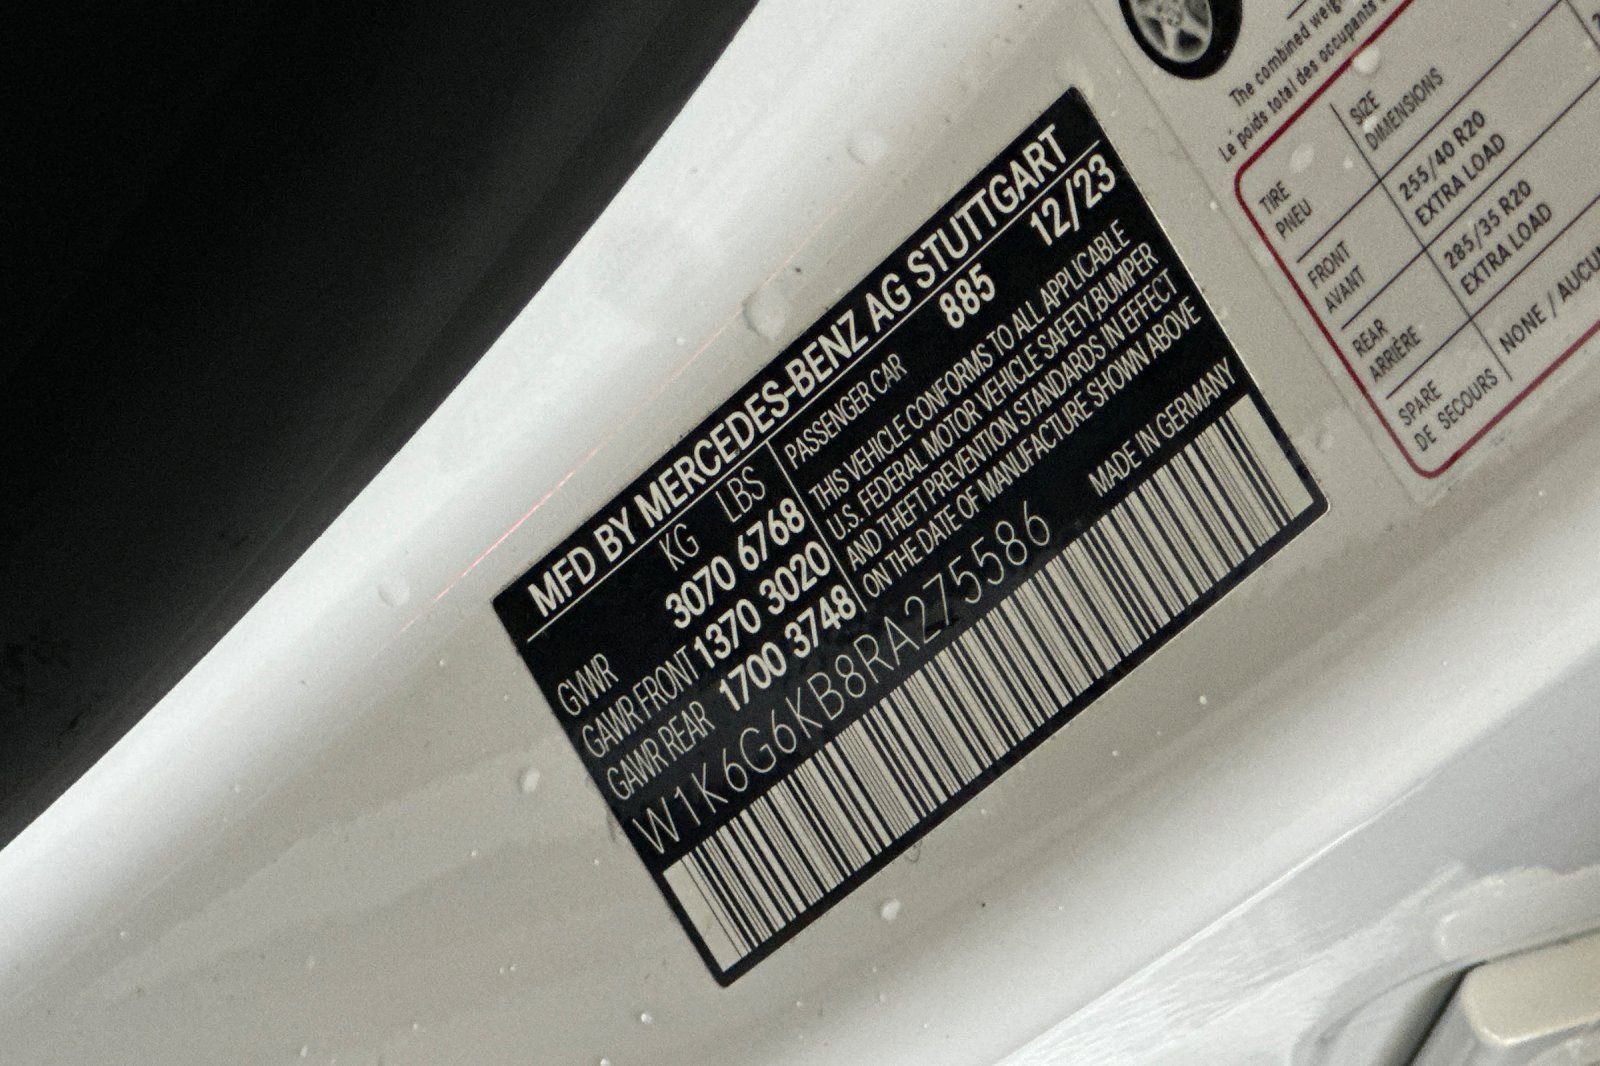 MFD BY MERCEDES-BENZ AG STUTTGART
KG LBS
GVWR 3070 6768
GAWR FRONT 1370 3020
GAWR REAR 1700 3748
PASSENGER CAR 885 12/23
THIS VEHICLE CONFORMS TO ALL APPLICABLE
U.S. FEDERAL MOTOR VEHICLE SAFETY,BUMPER
AND THEFT PREVENTION STANDARDS IN EFFECT
ON THE DATE OF MANUFACTURE SHOWN ABOVE
MADE IN GERMANY
W1K6G6KB8RA275586
The combined
Le poids total des occupants
TIRE SIZE
PNEU DIMENSIONS
FRONT 255/40 R20
AVANT EXTRA LOAD
REAR 285/35 R20
ARRIÈRE EXTRA LOAD
SPARE NONE /
DE SECOURS